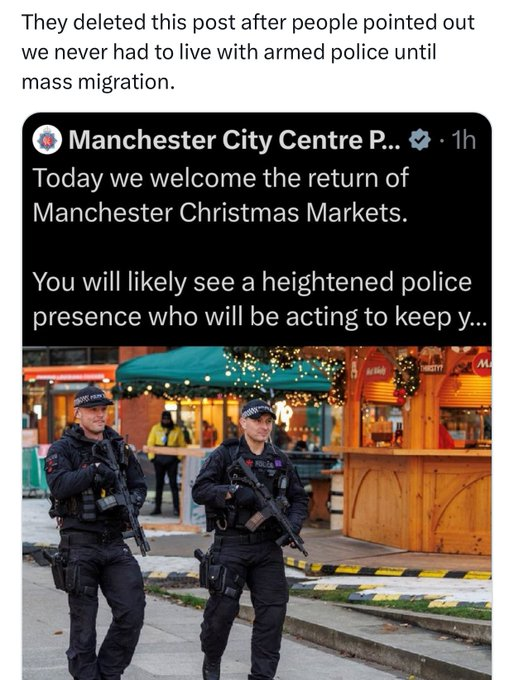 They deleted this post after people pointed out
we never had to live with armed police until
mass migration.
Manchester City Centre P... · 1h
Today we welcome the return of
Manchester Christmas Markets.
You will likely see a heightened police
presence who will be acting to keep y...
THIRSTY?
POLICE